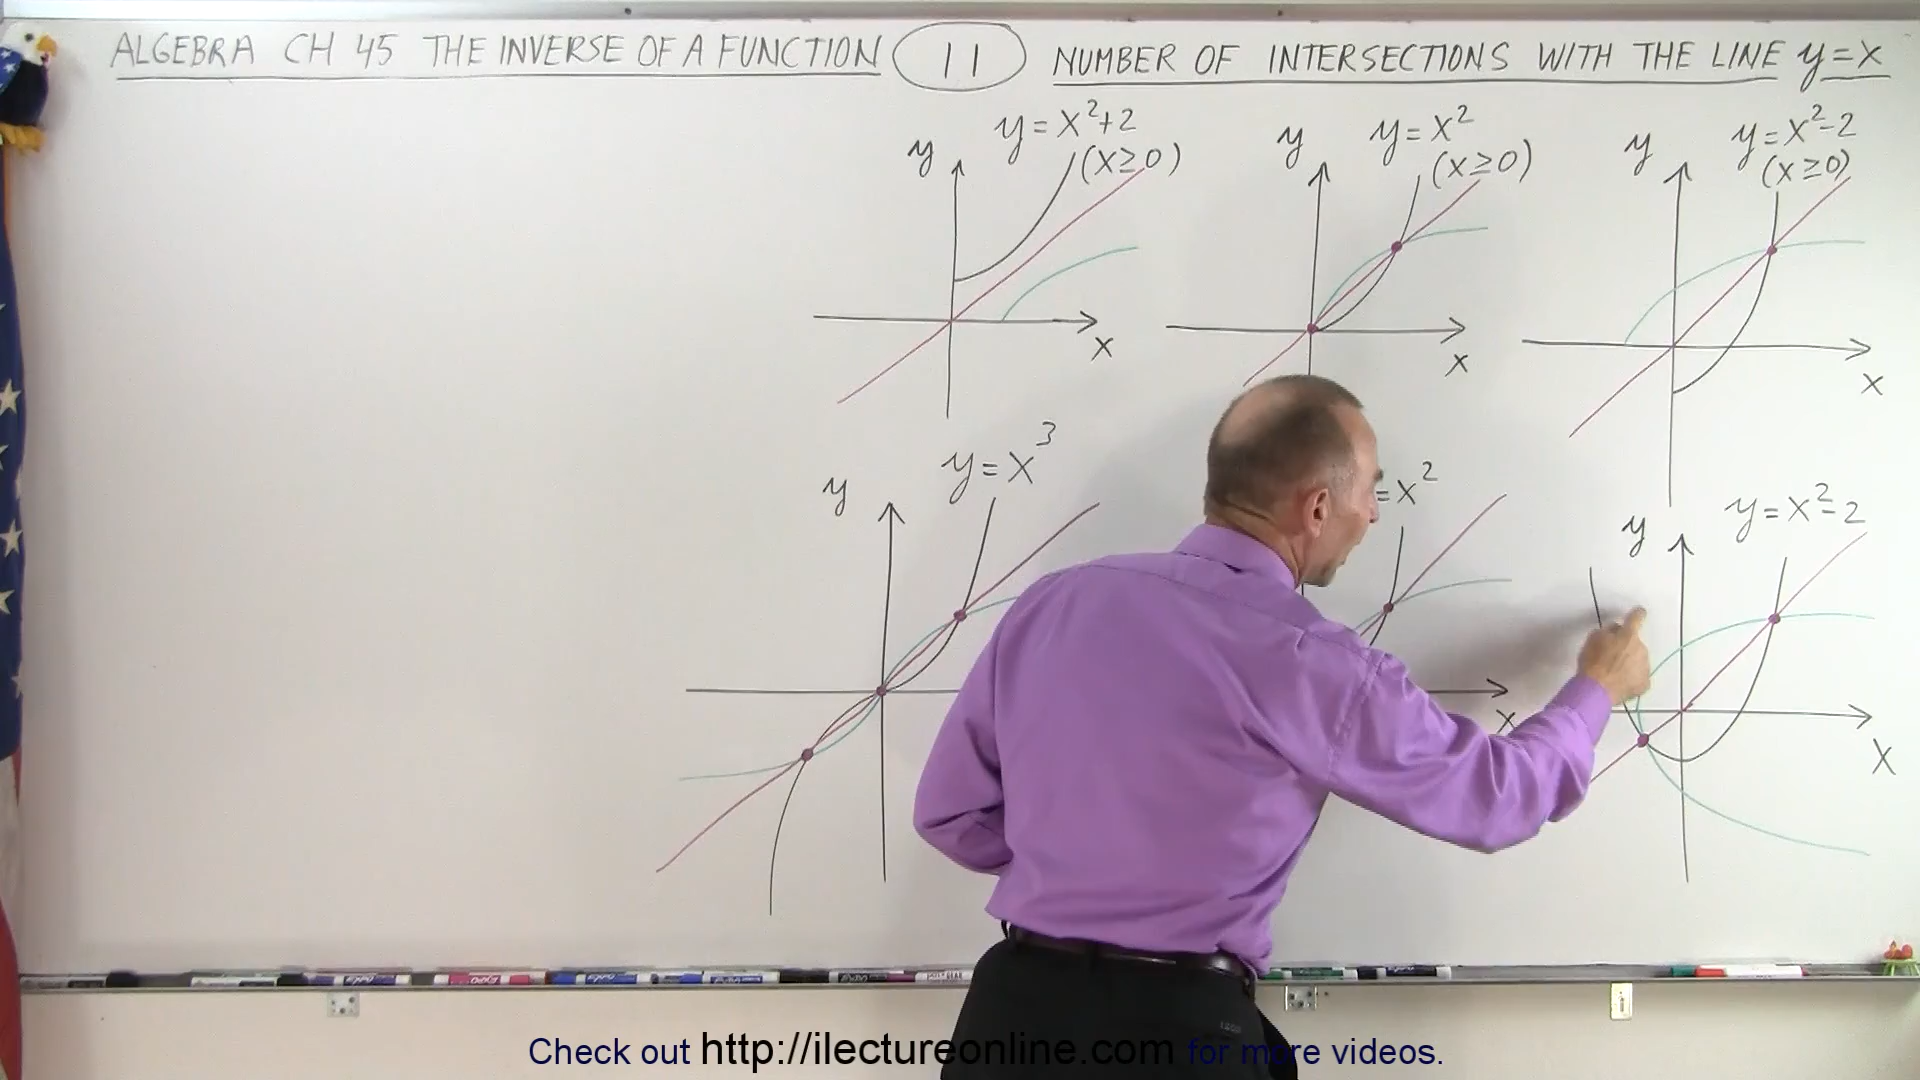 ALGEBRA CH 45 THE INVERSE OF A FUNCTION 11 NUMBER OF INTERSECTIONS WITH THE LINE y=x
y=x²+2
(x≥0)
y
x
y=x²
(x≥0)
y
x
y=x²-2
(x≥0)
y
x
y=x³
y
=x²
x
y=x²-2
y
x
EXPO
Check out http://ilectureonline.com for more videos.